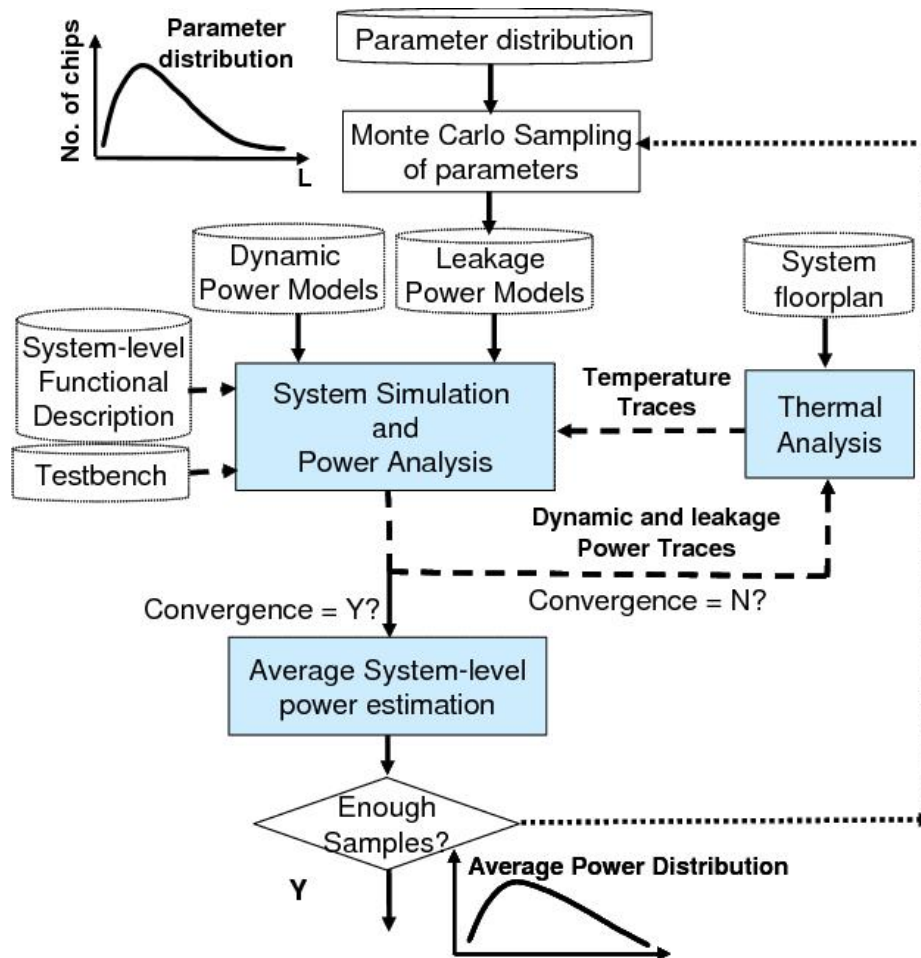 Parameter
distribution
No. of chips
L
Parameter distribution
Monte Carlo Sampling
of parameters
Dynamic
Power Models
Leakage
Power Models
System
floorplan
System-level
Functional
Description
Testbench
System Simulation
and
Power Analysis
Temperature
Traces
Thermal
Analysis
Dynamic and leakage
Power Traces
Convergence = Y?
Convergence = N?
Average System-level
power estimation
Enough
Samples?
Y
Average Power Distribution